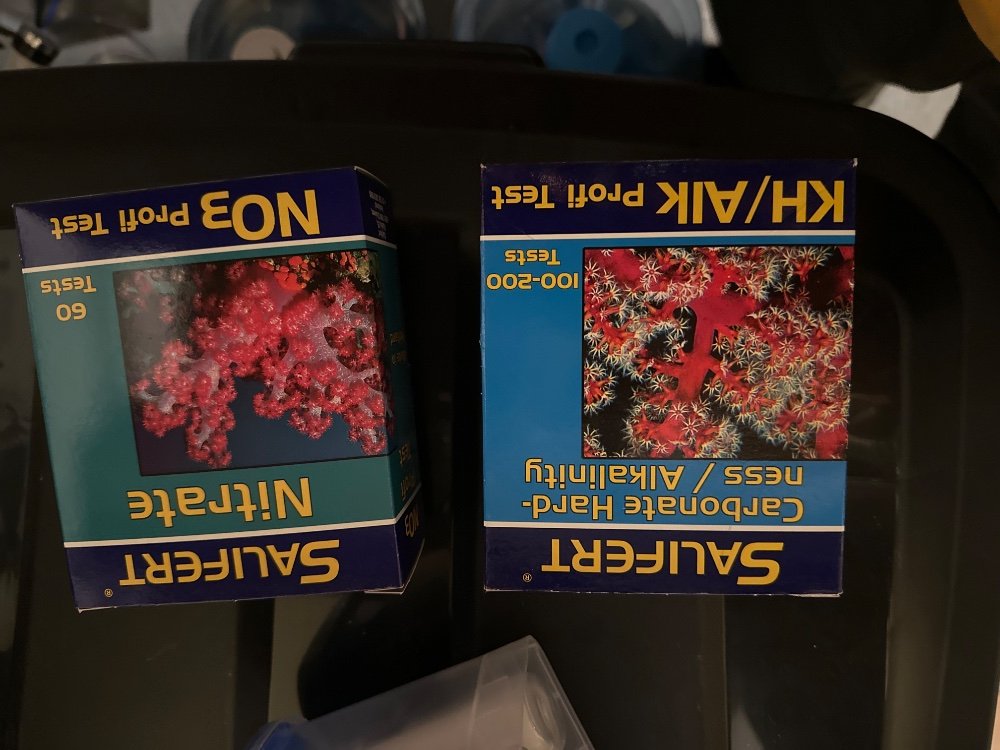 SALIFERT
®
Nitrate
60
Tests
NO3 Profi Test
SALIFERT
®
Carbonate Hard-
ness / Alkalinity
100-200
Tests
KH/Alk Profi Test